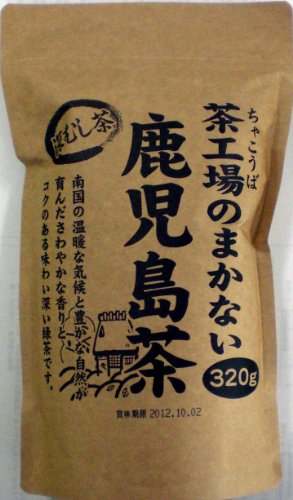 ちゃこうば
茶工場のまかない
鹿児島茶
320g
深むし茶
南国の温暖な気候と豊かな自然が
育んださわやかな香りと、
コクのある味わい深い緑茶です。
賞味期限 2012.10.02